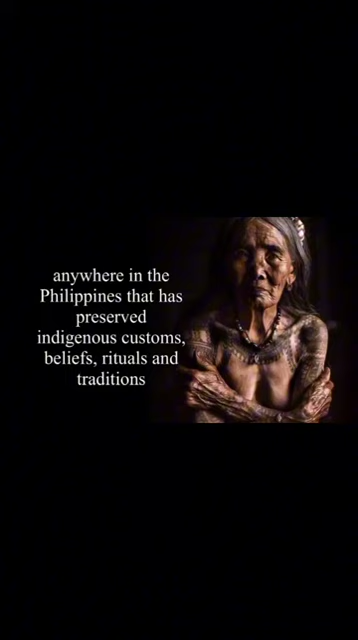 anywhere in the
Philippines that has
preserved
indigenous customs,
beliefs, rituals and
traditions